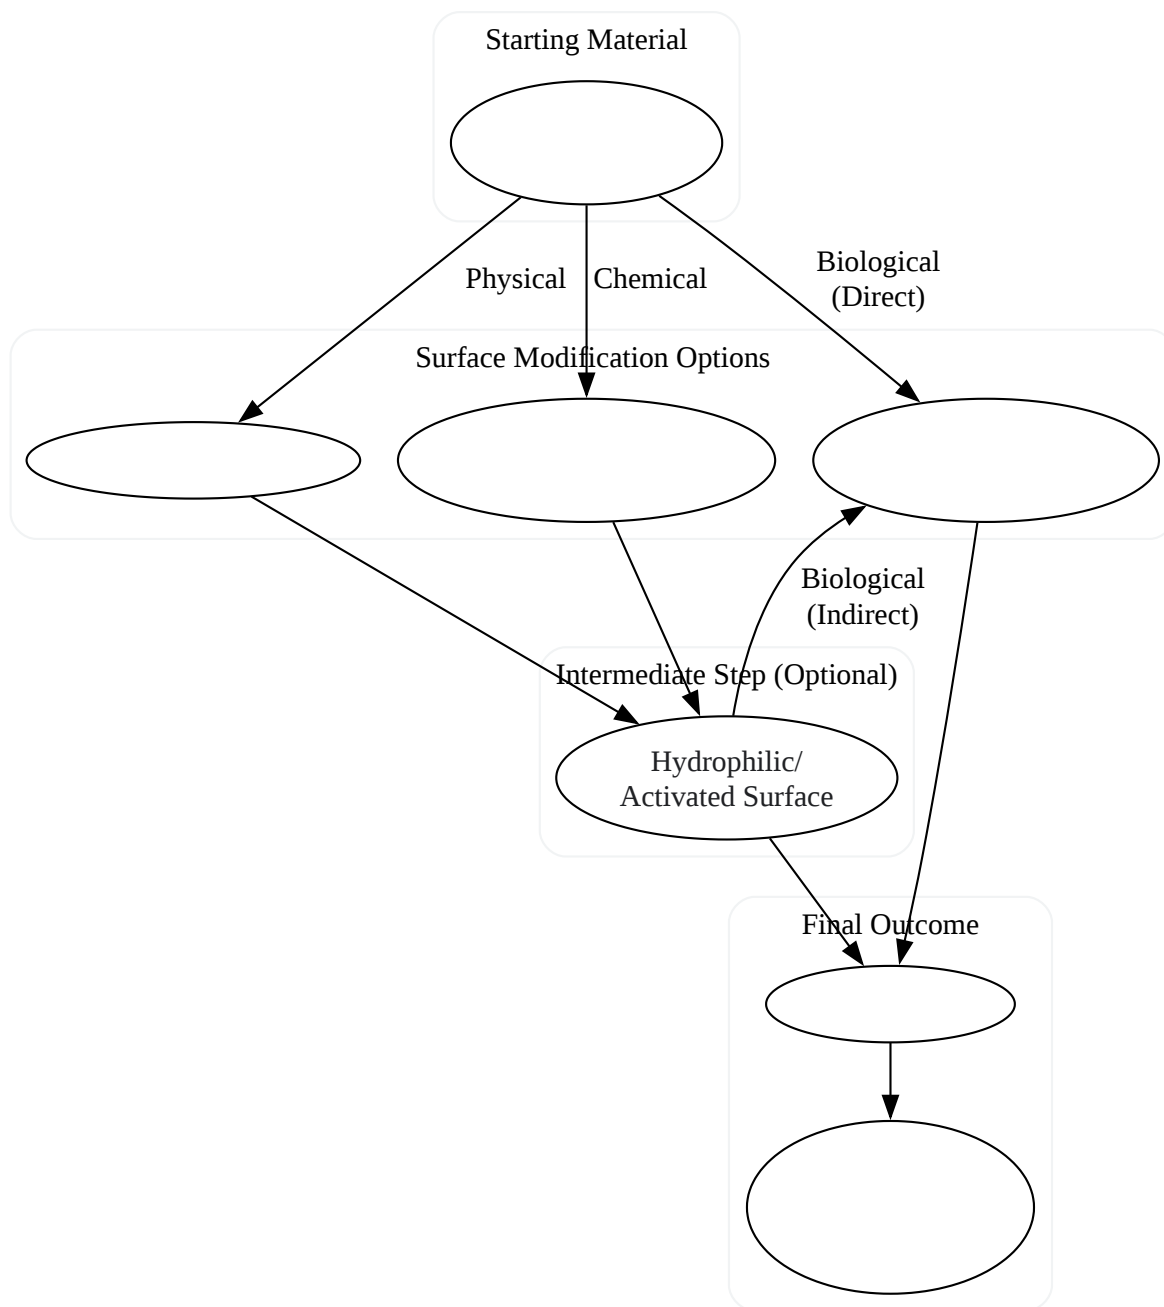 Starting Material
Physical
Chemical
Biological
(Direct)
Surface Modification Options
Biological
(Indirect)
Intermediate Step (Optional)
Hydrophilic/
Activated Surface
Final Outcome